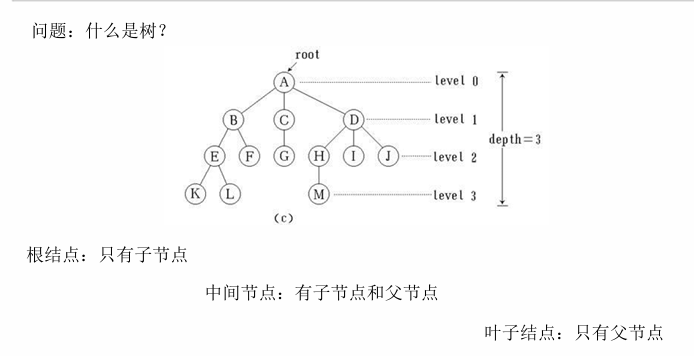 问题：什么是树？
root
A level 0
B C D level 1
depth=3
E F G H I J level 2
K L M level 3
(c)
根结点：只有子节点
中间节点：有子节点和父节点
叶子结点：只有父节点